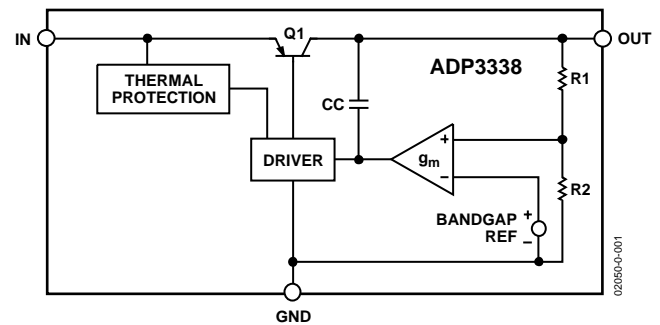 IN
Q1
OUT
THERMAL
PROTECTION
ADP3338
R1
CC
DRIVER
+
gm
−
R2
BANDGAP
REF
+
−
GND
02050-0-001